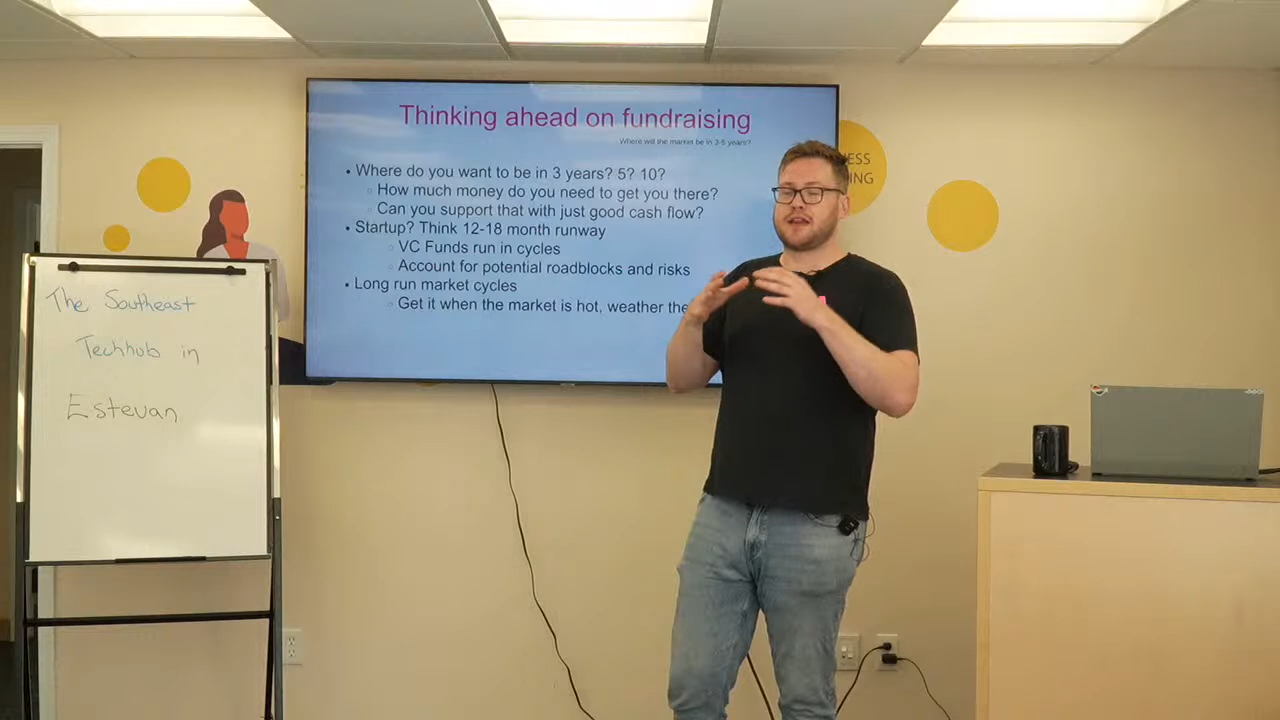 Thinking ahead on fundraising
Where will the market be in 3-5 years?
• Where do you want to be in 3 years? 5? 10?
○ How much money do you need to get you there?
○ Can you support that with just good cash flow?
• Startup? Think 12-18 month runway
○ VC Funds run in cycles
○ Account for potential roadblocks and risks
• Long run market cycles
○ Get it when the market is hot, weather the
The Southeast
Techhub in
Estevan